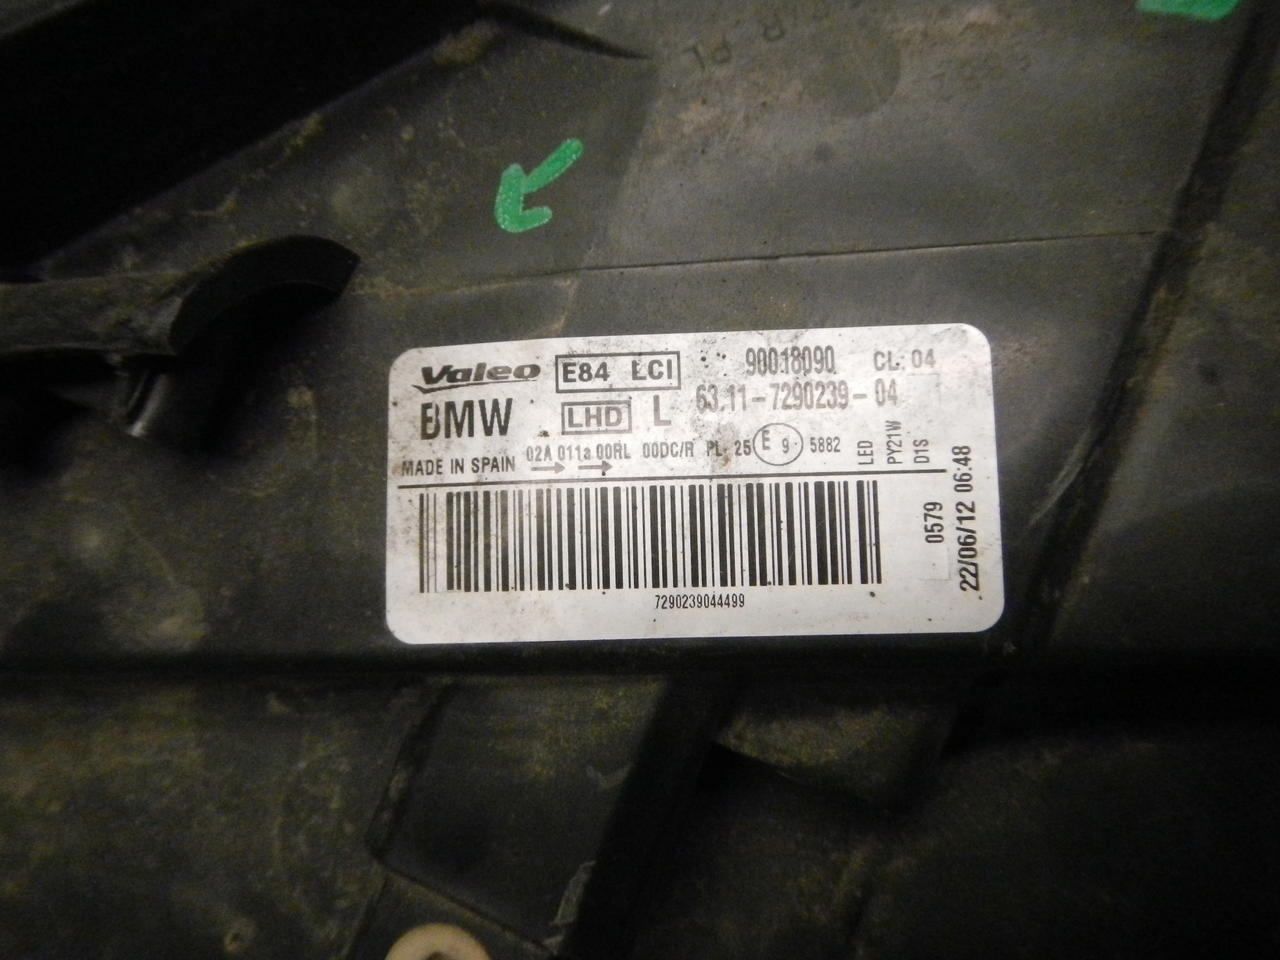 R PL
Valeo E84 LCI 90018090 CL: 04
BMW LHD L 63.11-7290239-04
MADE IN SPAIN 02A 011a 00RL 00DC/R PL 25 E 9 5882
LED
PY21W
D1S
0579
22/06/12 06:48
7290239044499